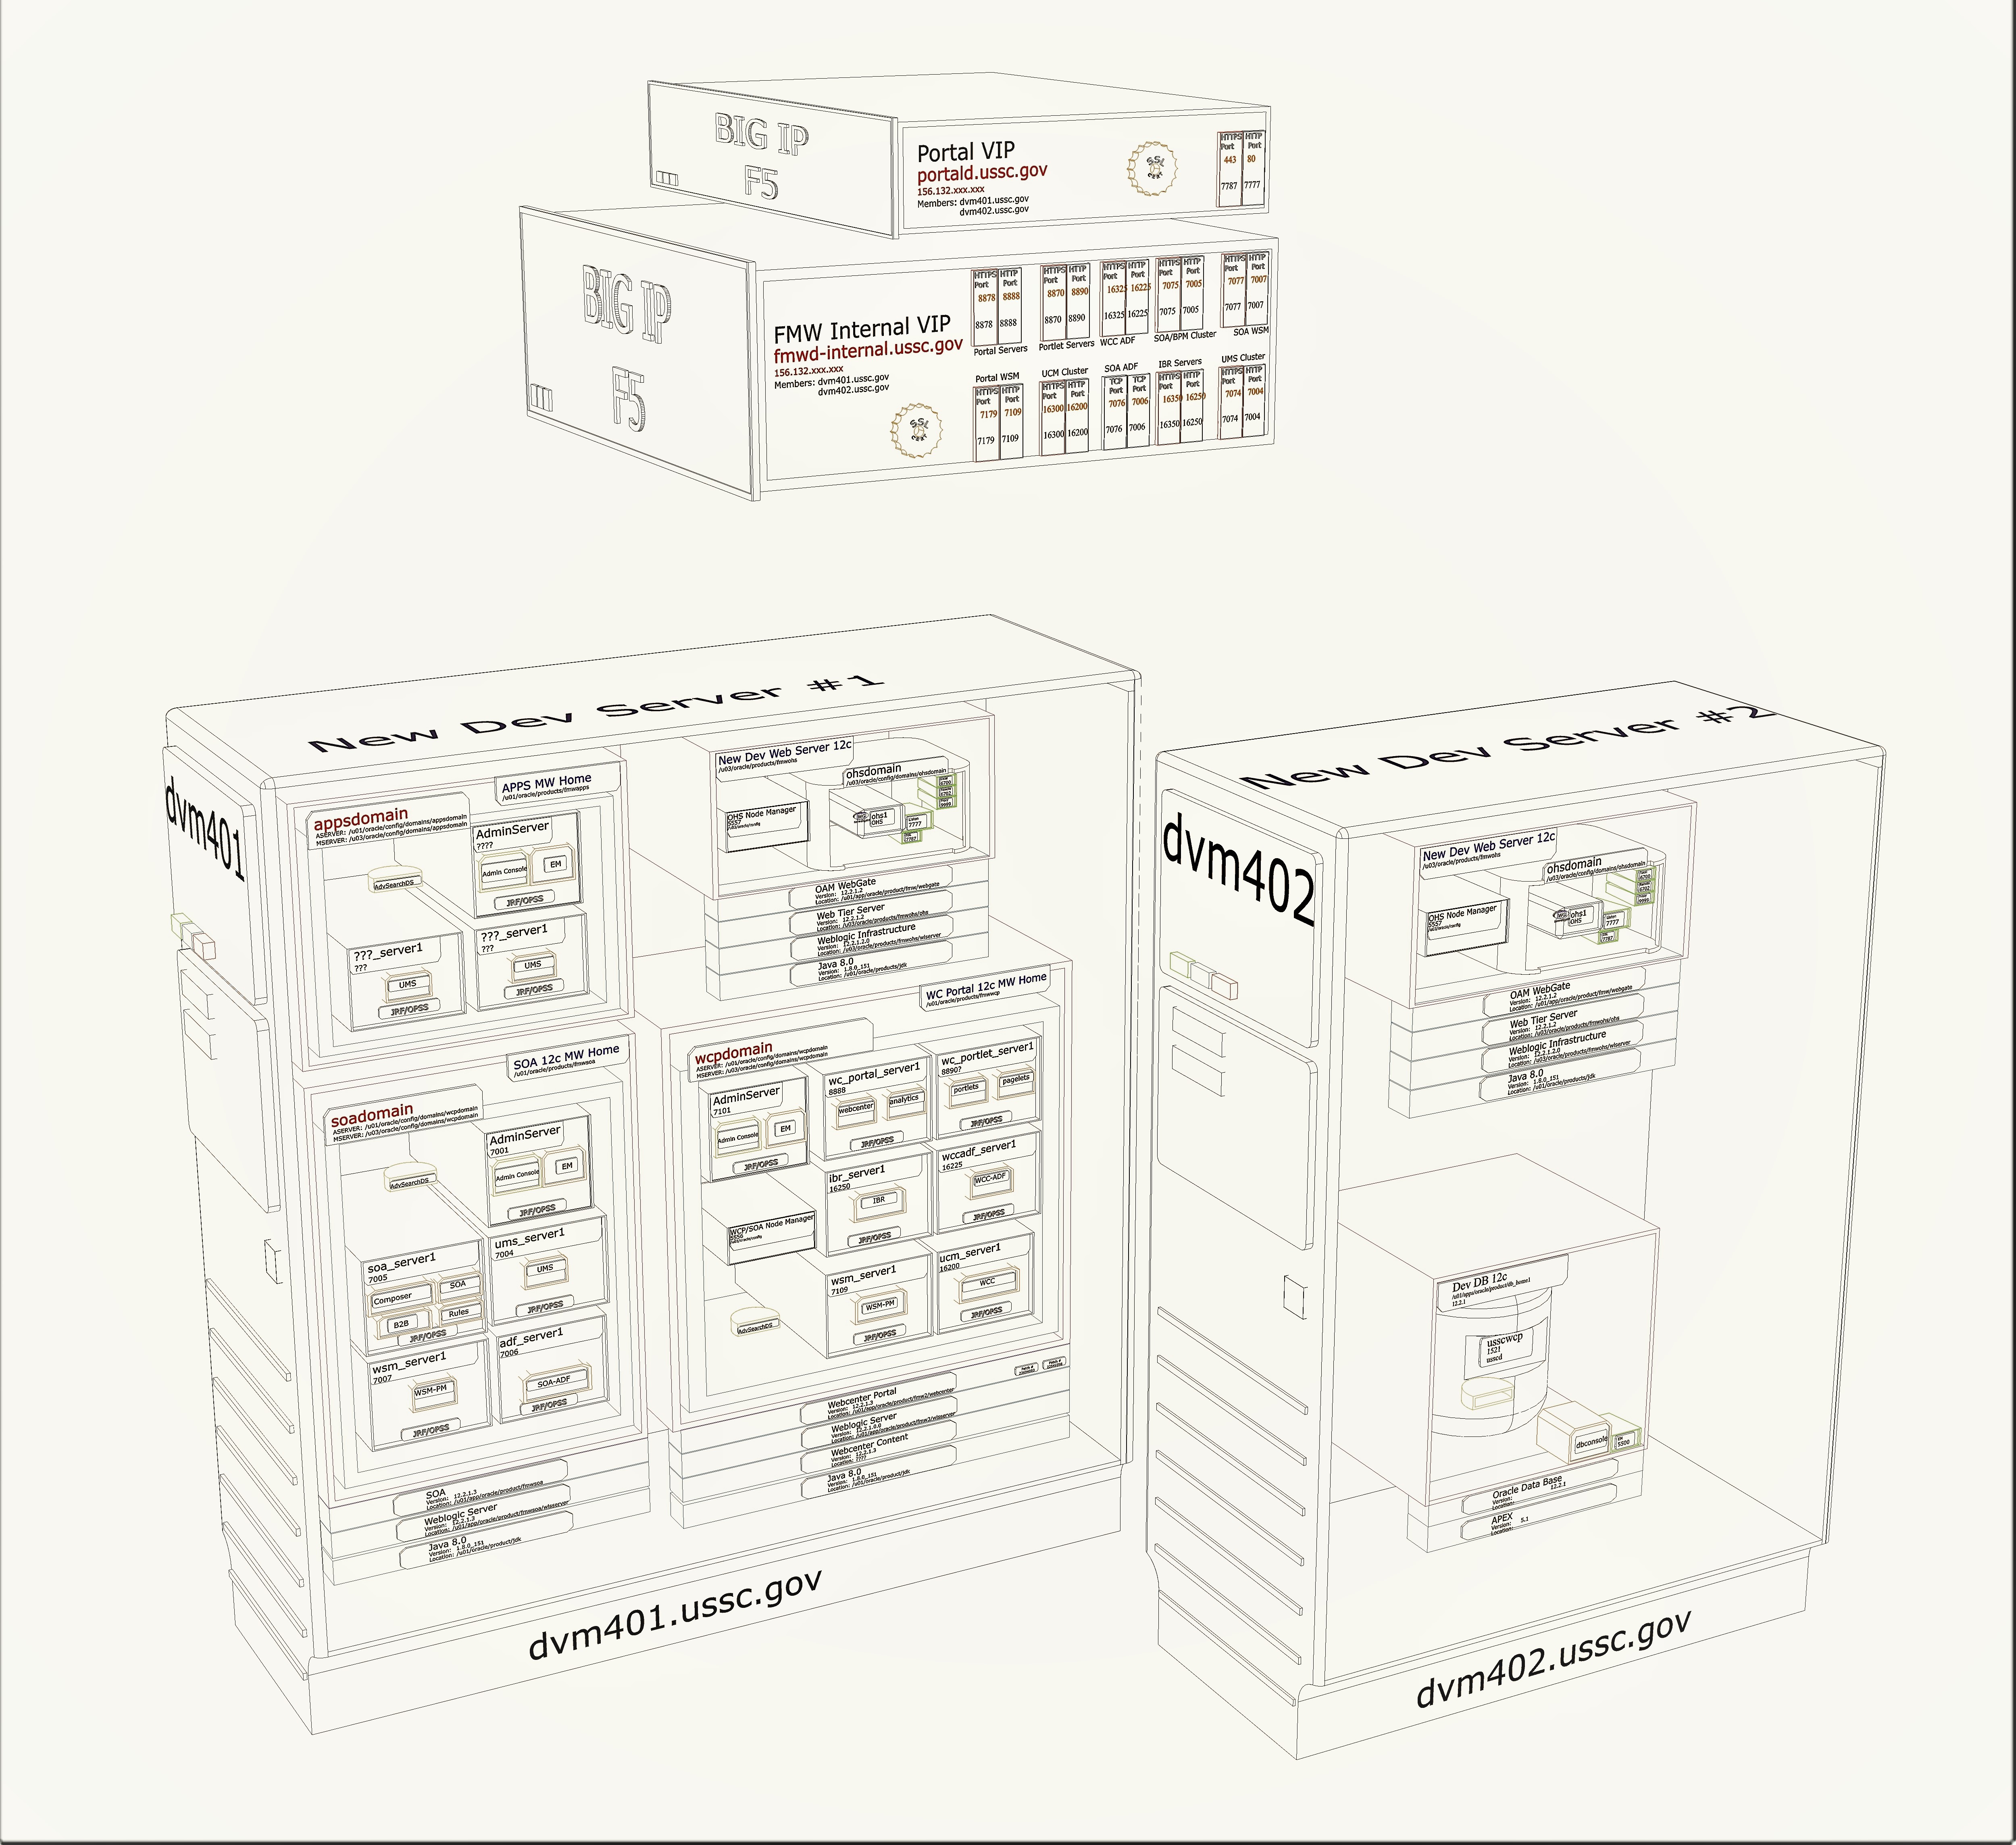 BIG IP
F5
Portal VIP
portald.ussc.gov
156.132.xxx.xxx
Members: dvm401.ussc.gov
dvm402.ussc.gov
SSL
HTTPS Port HTTP Port
443 80
7787 7777
BIG IP
F5
FMW Internal VIP
fmwd-internal.ussc.gov
156.132.xxx.xxx
Members: dvm401.ussc.gov
dvm402.ussc.gov
SSL
HTTPS Port HTTP Port
8878 8888
8878 8888
Portal Servers
HTTPS Port HTTP Port
8870 8890
8870 8890
Portlet Servers
HTTPS Port HTTP Port
16325 16225
16325 16225
WCC ADF
HTTPS Port HTTP Port
7075 7005
7075 7005
SOA/BPM Cluster
HTTPS Port HTTP Port
7077 7007
7077 7007
SOA WSM
Portal WSM
HTTPS Port HTTP Port
7179 7109
7179 7109
UCM Cluster
HTTPS Port HTTP Port
16300 16200
16300 16200
SOA ADF
TCP Port TCP Port
7076 7006
7076 7006
IBR Servers
HTTPS Port HTTP Port
16350 16250
16350 16250
UMS Cluster
HTTPS Port HTTP Port
7074 7004
7074 7004
New Dev Server #1
dvm401
APPS MW Home
/u01/oracle/products/fmwapps
appsdomain
ASERVER: /u01/oracle/config/domains/appsdomain
MSERVER: /u03/oracle/config/domains/appsdomain
AdminServer
????
Admin Console
EM
JRF/OPSS
AdvSearchDS
???_server1
???
UMS
JRF/OPSS
???_server1
???
UMS
JRF/OPSS
New Dev Web Server 12c
/u03/oracle/products/fmwohs
ohsdomain
/u03/oracle/config/domains/ohsdomain
OHS Node Manager
5557
/u03/oracle/config
ohs1
OHS
7777
7787
OAM WebGate
Version: 12.2.1.2
Location: /u01/app/oracle/product/fmw/webgate
Web Tier Server
Version: 12.2.1.2
Location: /u03/oracle/products/fmwohs/ohs
Weblogic Infrastructure
Version: 12.2.1.2.0
Location: /u03/oracle/products/fmwohs/wlserver
Java 8.0
Version: 1.8.0_151
Location: /u01/oracle/products/jdk
SOA 12c MW Home
/u01/oracle/products/fmwsoa
soadomain
ASERVER: /u01/oracle/config/domains/wcpdomain
MSERVER: /u03/oracle/config/domains/wcpdomain
AdminServer
7001
Admin Console
EM
JRF/OPSS
AdvSearchDS
soa_server1
7005
Composer
SOA
B2B
Rules
JRF/OPSS
ums_server1
7004
UMS
JRF/OPSS
wsm_server1
7007
WSM-PM
JRF/OPSS
adf_server1
7006
SOA-ADF
JRF/OPSS
SOA
Version: 12.2.1.3
Location: /u01/app/oracle/product/fmwsoa
Weblogic Server
Version: 12.2.1.3
Location: /u01/app/oracle/product/fmwsoa/wlsserver
Java 8.0
Version: 1.8.0_151
Location: /u01/oracle/product/jdk
WC Portal 12c MW Home
/u01/oracle/products/fmwwcp
wcpdomain
ASERVER: /u01/oracle/config/domains/wcpdomain
MSERVER: /u03/oracle/config/domains/wcpdomain
AdminServer
7101
Admin Console
EM
JRF/OPSS
wc_portal_server1
8888
webcenter
analytics
JRF/OPSS
wc_portlet_server1
8890?
portlets
pagelets
JRF/OPSS
ibr_server1
16250
IBR
JRF/OPSS
wccadf_server1
16225
WCC-ADF
JRF/OPSS
WCP/SOA Node Manager
/u03/oracle/config
wsm_server1
7109
WSM-PM
JRF/OPSS
ucm_server1
16200
WCC
JRF/OPSS
AdvSearchDS
Webcenter Portal
Version: 12.2.1.3
Location: /u01/app/oracle/product/fmw2/webcenter
Weblogic Server
Version: 12.2.1.0.0
Location: /u01/app/oracle/product/fmw2/wlsserver
Webcenter Content
Version: 12.2.1.3
Location: ????
Java 8.0
Version: 1.8.0_151
Location: /u01/oracle/product/jdk
dvm401.ussc.gov
New Dev Server #2
dvm402
New Dev Web Server 12c
/u03/oracle/products/fmwohs
ohsdomain
/u03/oracle/config/domains/ohsdomain
OHS Node Manager
5557
/u03/oracle/config
ohs1
OHS
7777
7787
OAM WebGate
Version: 12.2.1.2
Location: /u01/app/oracle/product/fmw/webgate
Web Tier Server
Version: 12.2.1.2
Location: /u03/oracle/products/fmwohs/ohs
Weblogic Infrastructure
Version: 12.2.1.2.0
Location: /u03/oracle/products/fmwohs/wlserver
Java 8.0
Version: 1.8.0_151
Location: /u01/oracle/products/jdk
Dev DB 12c
/u01/apps/oracle/product/db_home1
12.2.1
usscwcp
1521
usscd
dbconsole
5500
Oracle Data Base
Version: 12.2.1
Location:
APEX
Version: 5.1
Location:
dvm402.ussc.gov